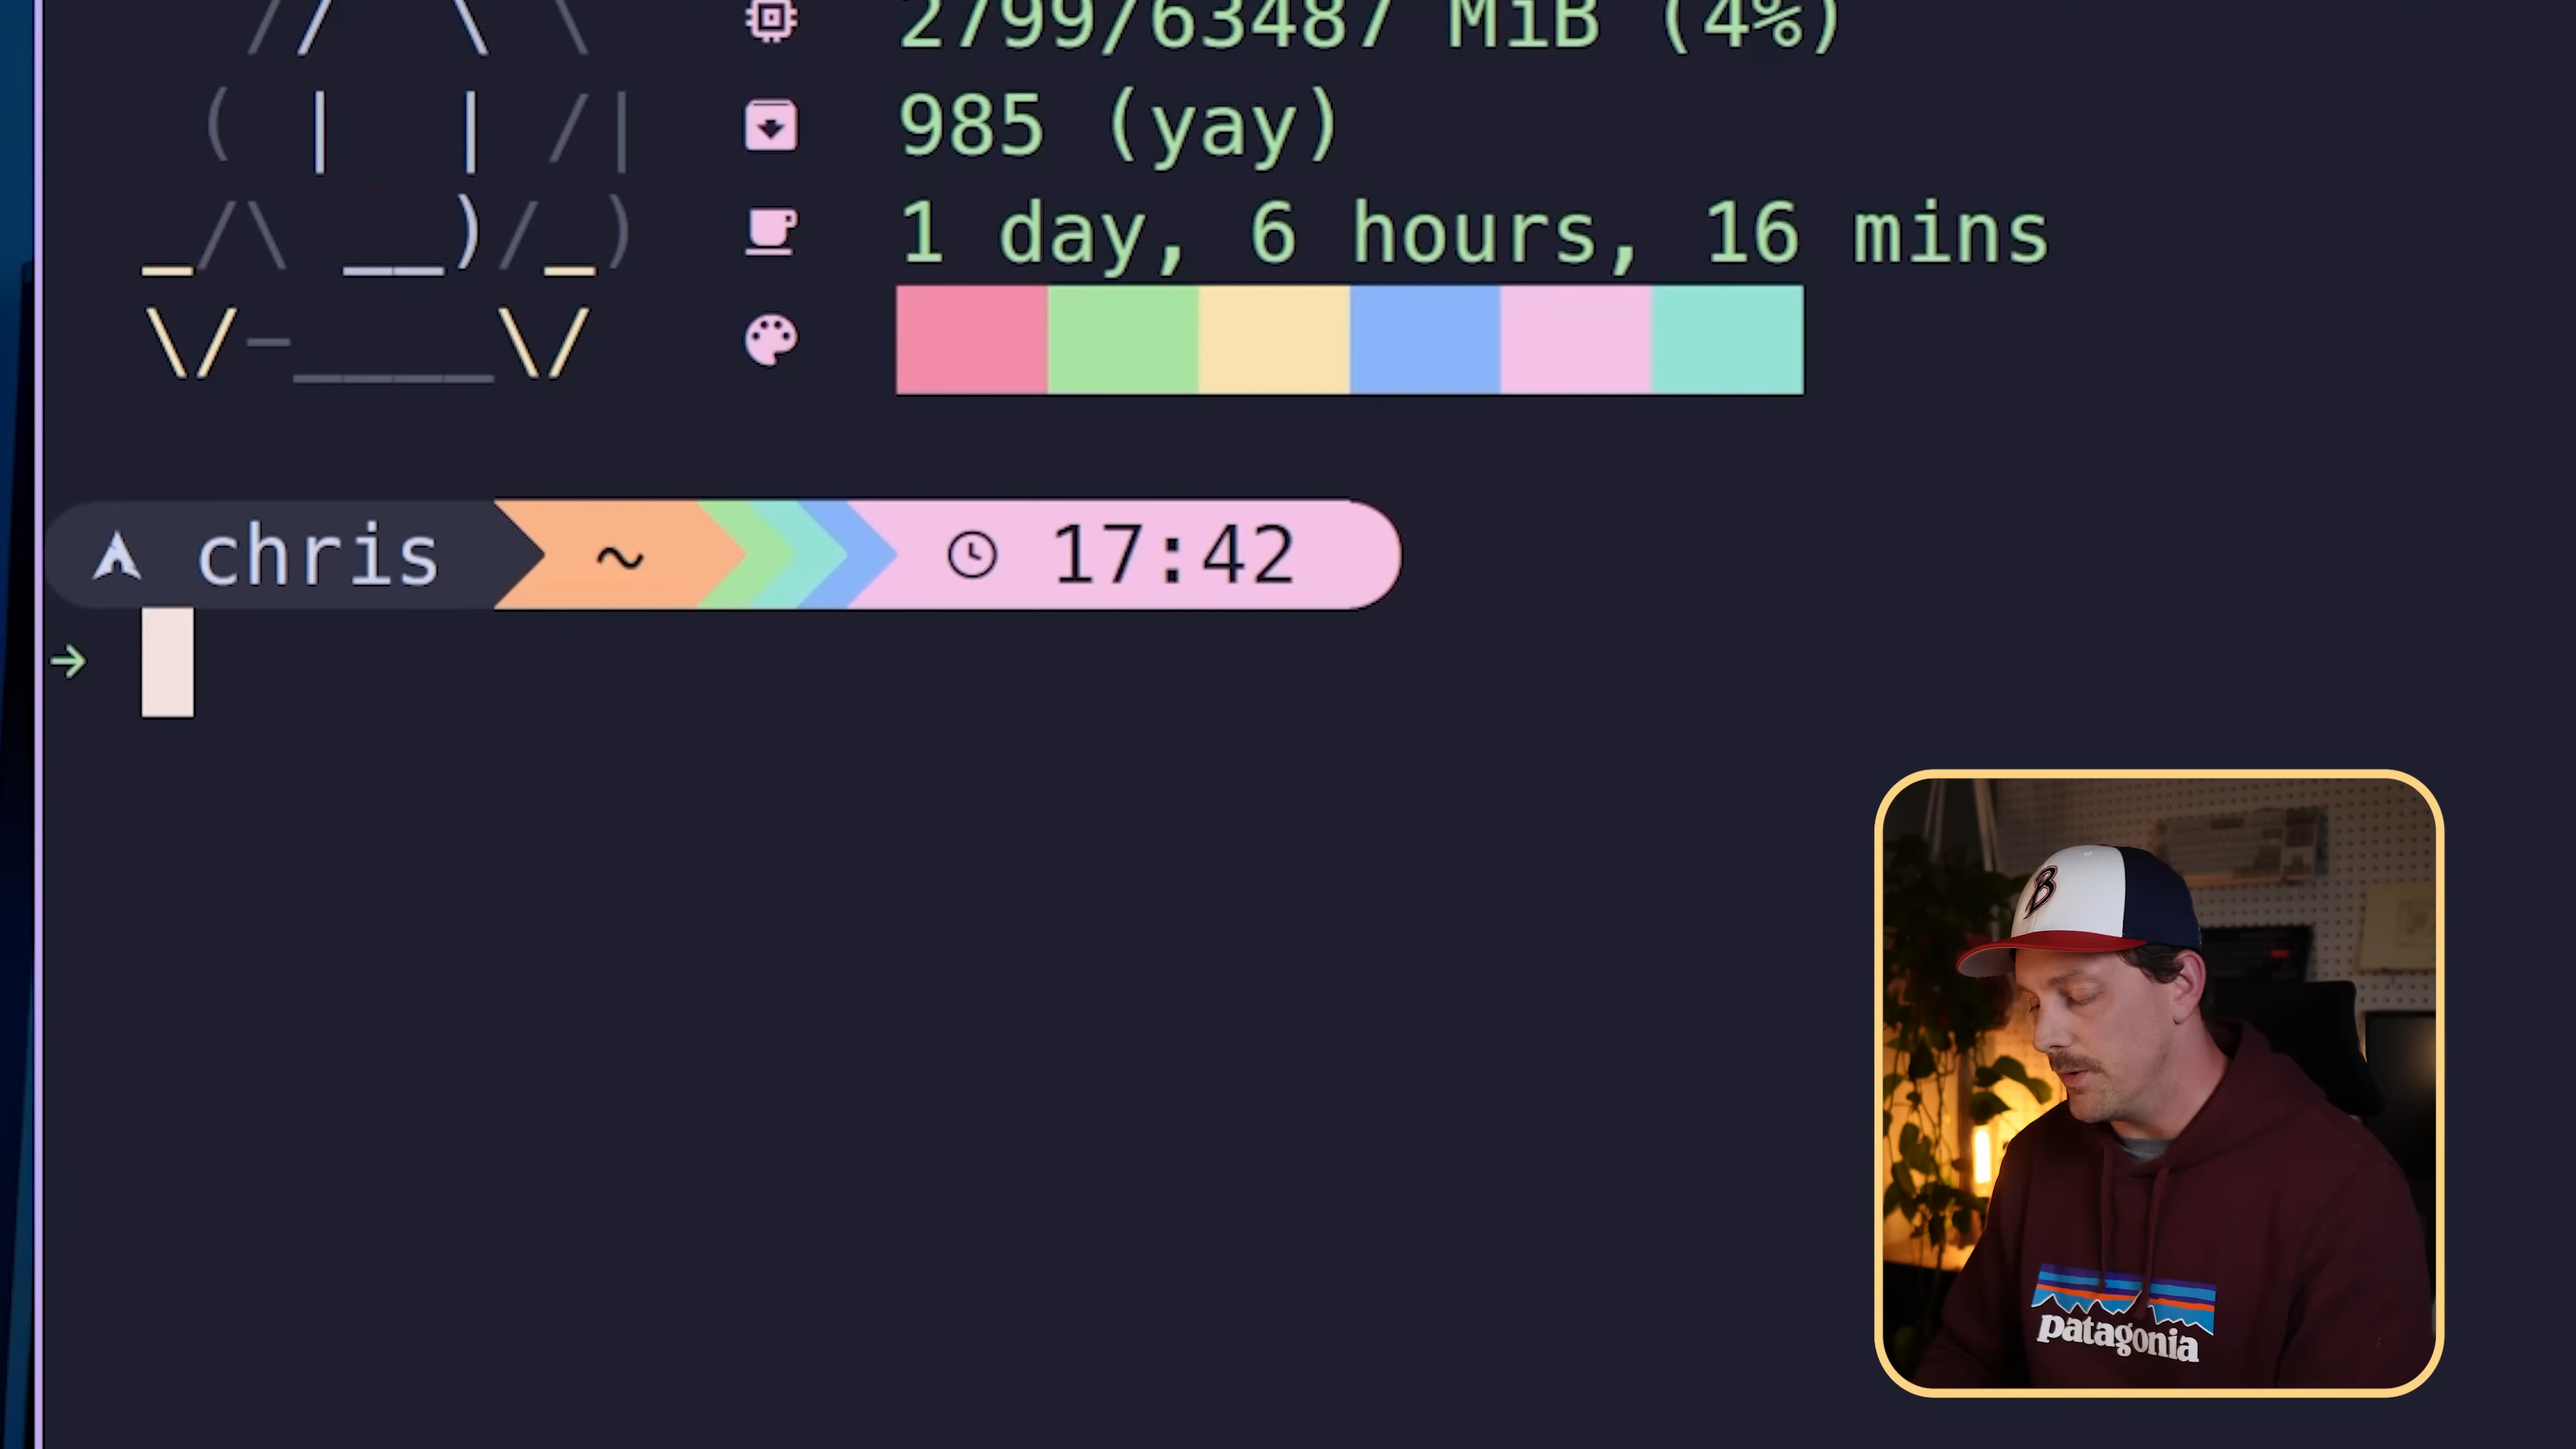 2799/63487 MiB (4%)
985 (yay)
1 day, 6 hours, 16 mins
chris ~ 17:42
B
patagonia